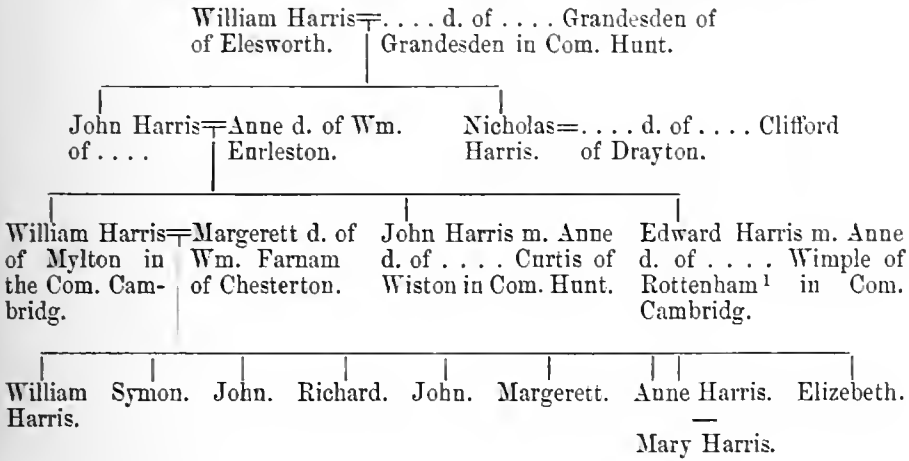 William Harris=. . . . d. of . . . . Grandesden of
of Elesworth. Grandesden in Com. Hunt.
John Harris=Anne d. of Wm. Nicholas=. . . . d. of . . . . Clifford
of . . . . Enrleston. Harris. of Drayton.
William Harris=Margerett d. of John Harris m. Anne Edward Harris m. Anne
of Mylton in Wm. Farnam d. of . . . . Curtis of d. of . . . . Wimple of
the Com. Cam- of Chesterton. Wiston in Com. Hunt. Rottenham¹ in Com.
bridg. Cambridg.
William Symon. John. Richard. John. Margerett. Anne Harris. Elizebeth.
Harris.
Mary Harris.